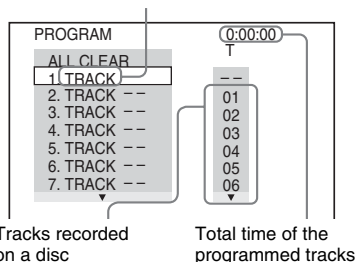 PROGRAM 0:00:00
T
ALL CLEAR
1. TRACK – –
2. TRACK – – 01
3. TRACK – – 02
4. TRACK – – 03
5. TRACK – – 04
6. TRACK – – 05
7. TRACK – – 06
Tracks recorded
on a disc
Total time of the
programmed tracks